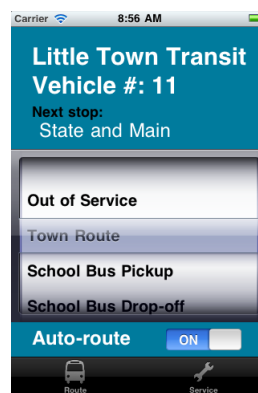 Carrier 8:56 AM
Little Town Transit
Vehicle #: 11
Next stop:
State and Main
Out of Service
Town Route
School Bus Pickup
School Bus Drop-off
Auto-route ON
Route Service